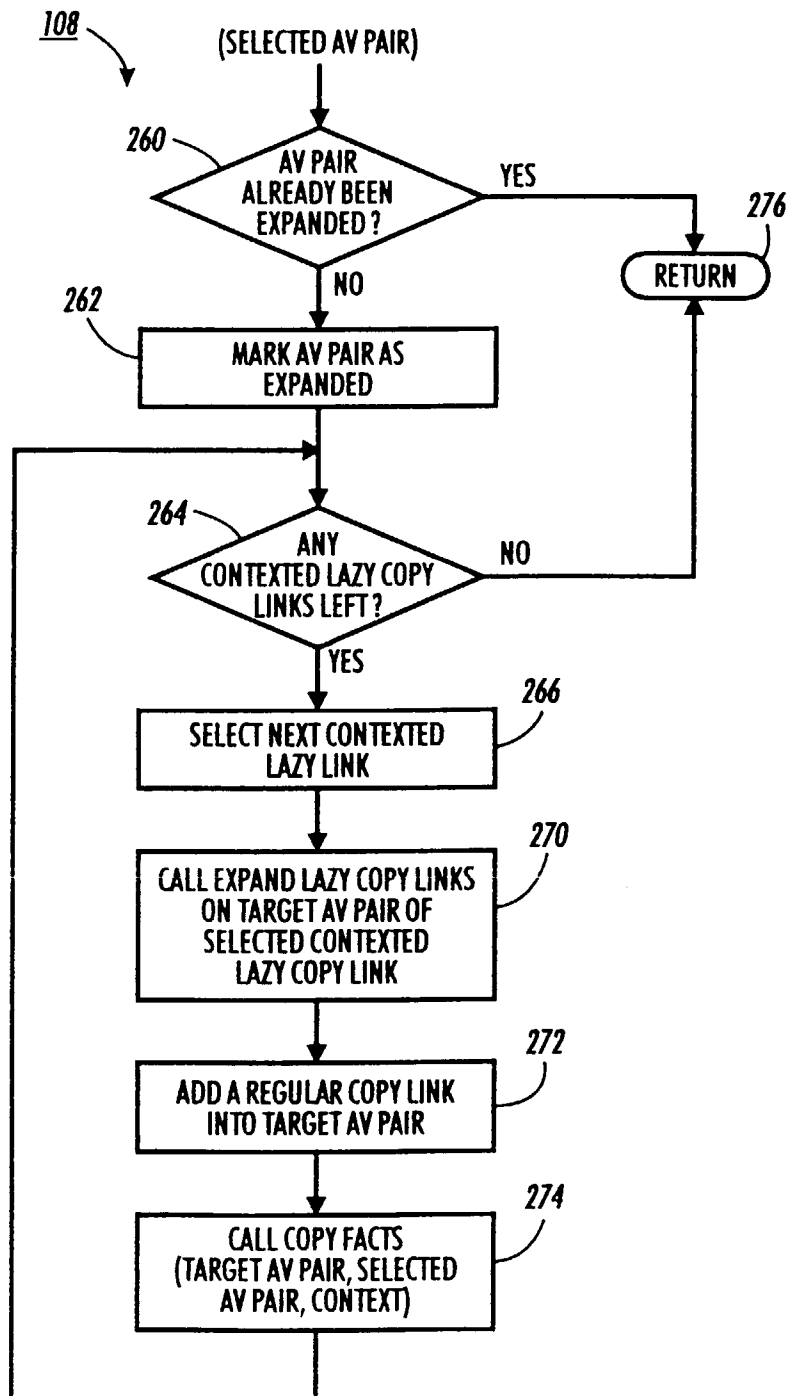 108
(SELECTED AV PAIR)
260
AV PAIR
ALREADY BEEN
EXPANDED?
YES
276
RETURN
NO
262
MARK AV PAIR AS
EXPANDED
264
ANY
CONTEXTED LAZY COPY
LINKS LEFT?
NO
YES
266
SELECT NEXT CONTEXTED
LAZY LINK
270
CALL EXPAND LAZY COPY LINKS
ON TARGET AV PAIR OF
SELECTED CONTEXTED
LAZY COPY LINK
272
ADD A REGULAR COPY LINK
INTO TARGET AV PAIR
274
CALL COPY FACTS
(TARGET AV PAIR, SELECTED
AV PAIR, CONTEXT)